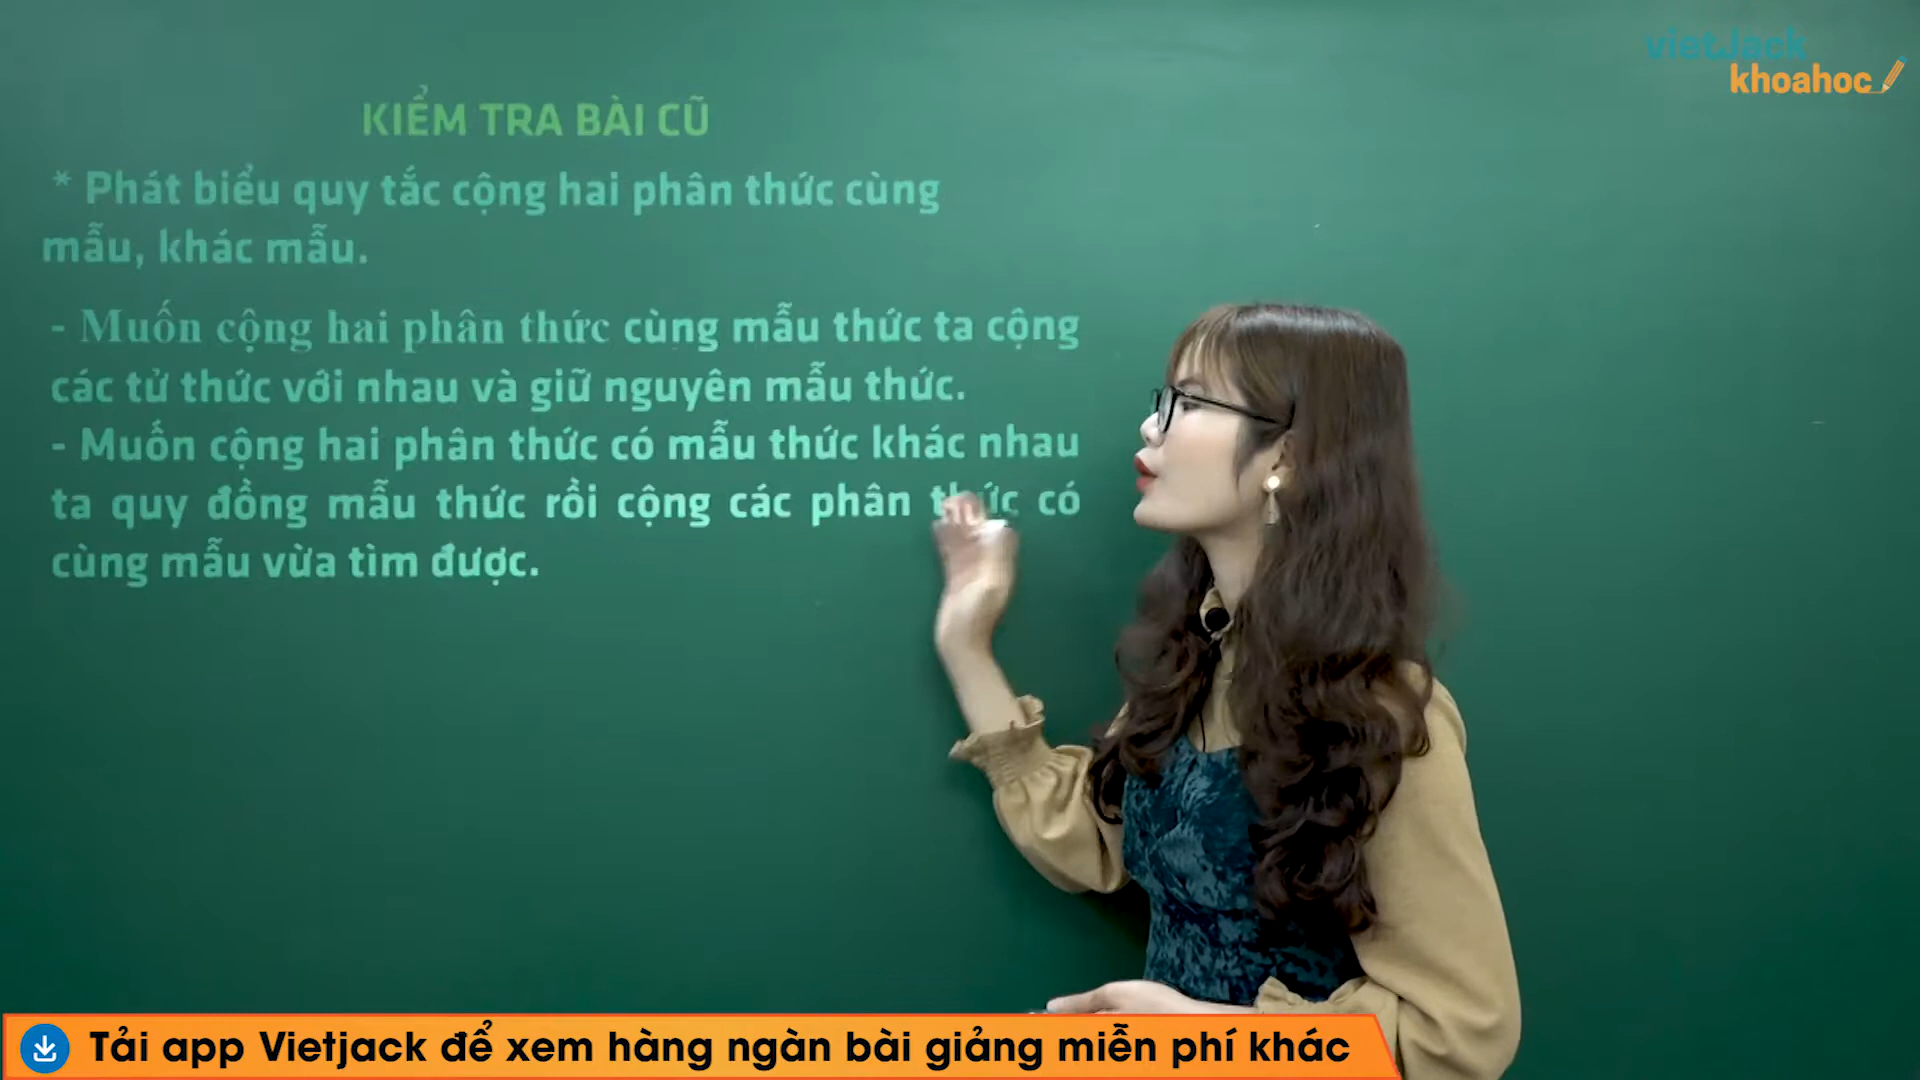 vietJack
khoahoc
KIỂM TRA BÀI CŨ
* Phát biểu quy tắc cộng hai phân thức cùng
mẫu, khác mẫu.
- Muốn cộng hai phân thức cùng mẫu thức ta cộng
các tử thức với nhau và giữ nguyên mẫu thức.
- Muốn cộng hai phân thức có mẫu thức khác nhau
ta quy đồng mẫu thức rồi cộng các phân thức có
cùng mẫu vừa tìm được.
Tải app Vietjack để xem hàng ngàn bài giảng miễn phí khác